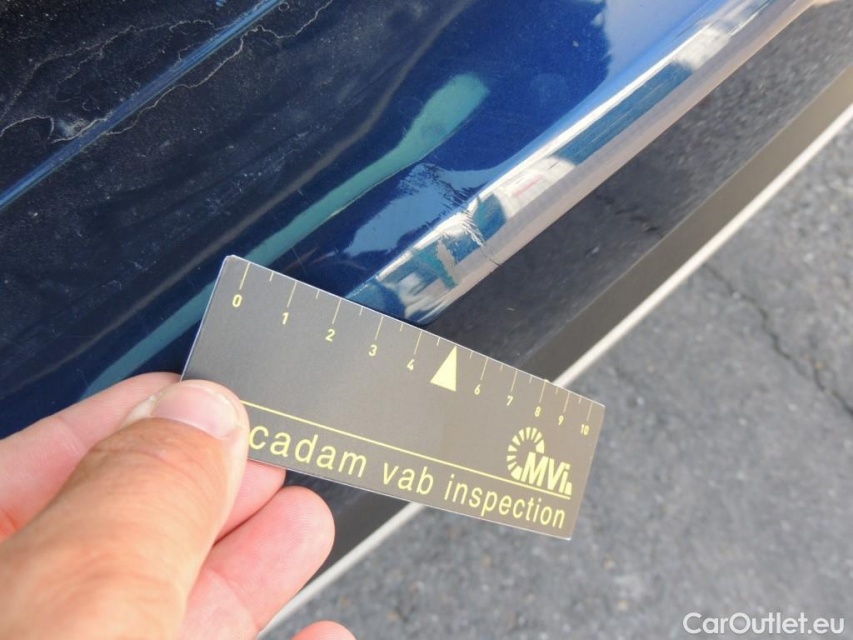 0 1 2 3 4 6 7 8 9 10
MVi
cadam vab inspection
CarOutlet.eu